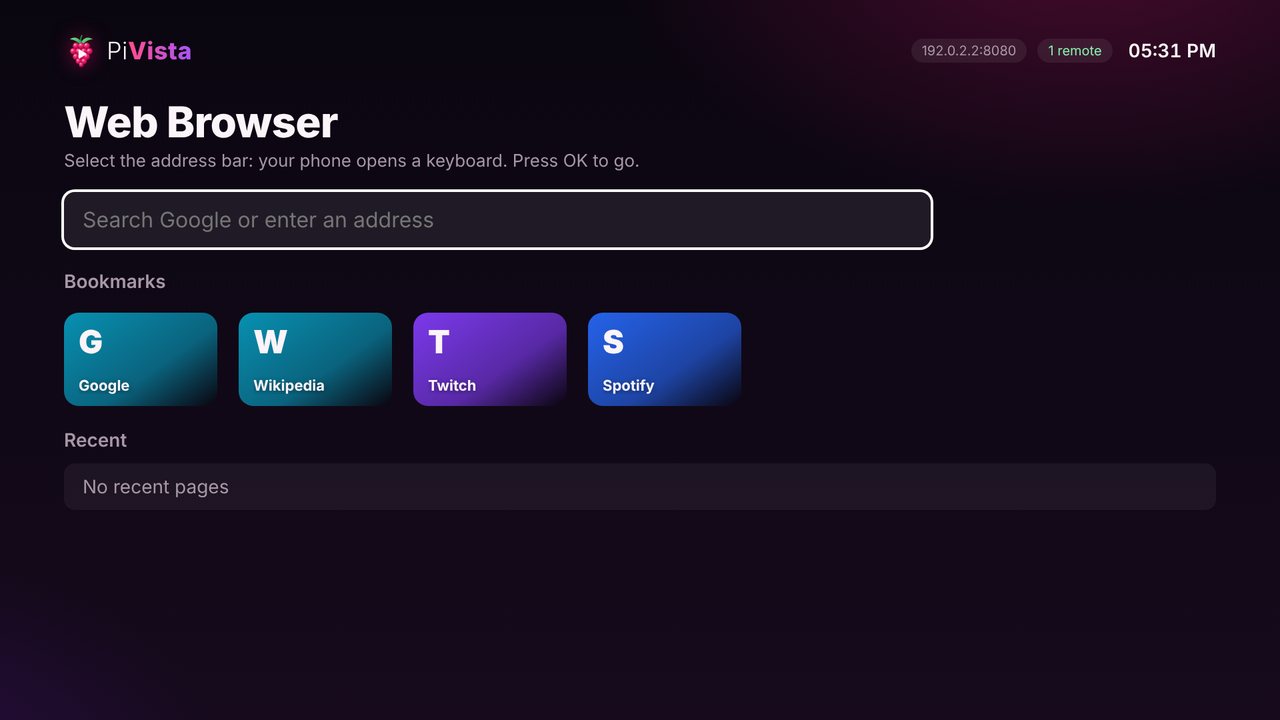 PiVista
192.0.2.2:8080
1 remote
05:31 PM
Web Browser
Select the address bar: your phone opens a keyboard. Press OK to go.
Search Google or enter an address
Bookmarks
G
Google
W
Wikipedia
T
Twitch
S
Spotify
Recent
No recent pages